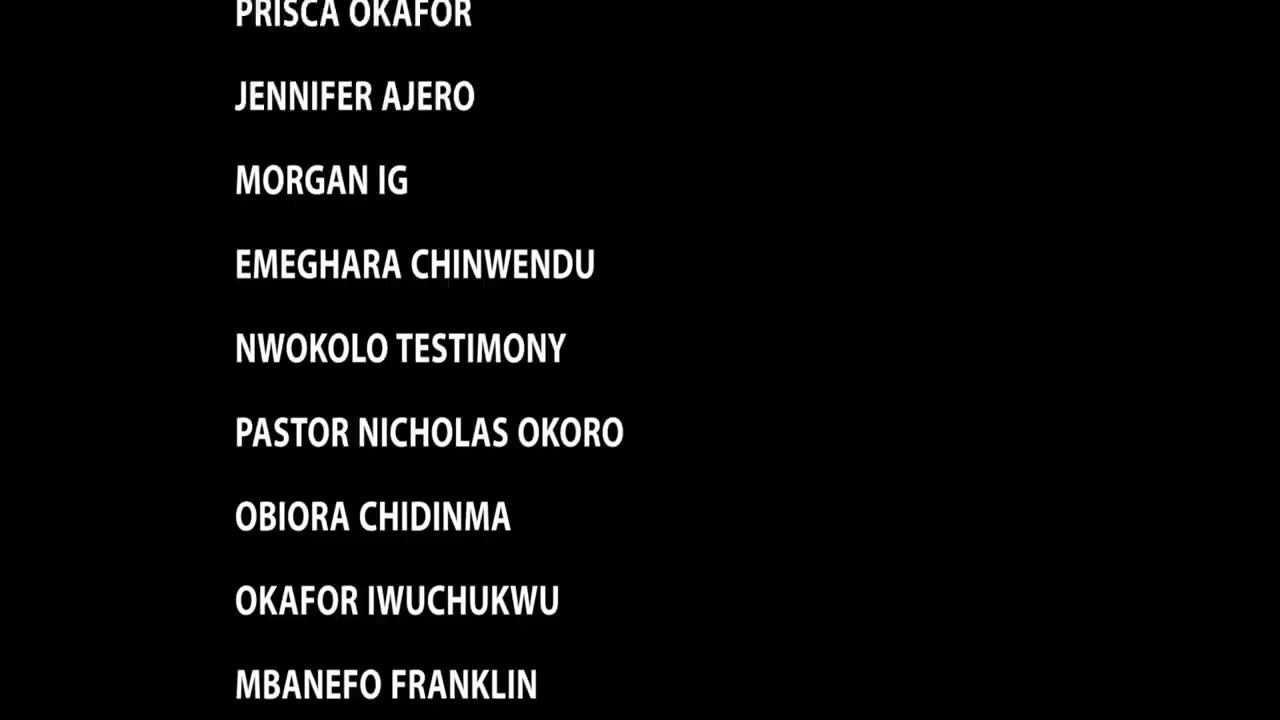 PRISCA OKAFOR
JENNIFER AJERO
MORGAN IG
EMEGHARA CHINWENDU
NWOKOLO TESTIMONY
PASTOR NICHOLAS OKORO
OBIORA CHIDINMA
OKAFOR IWUCHUKWU
MBANEFO FRANKLIN